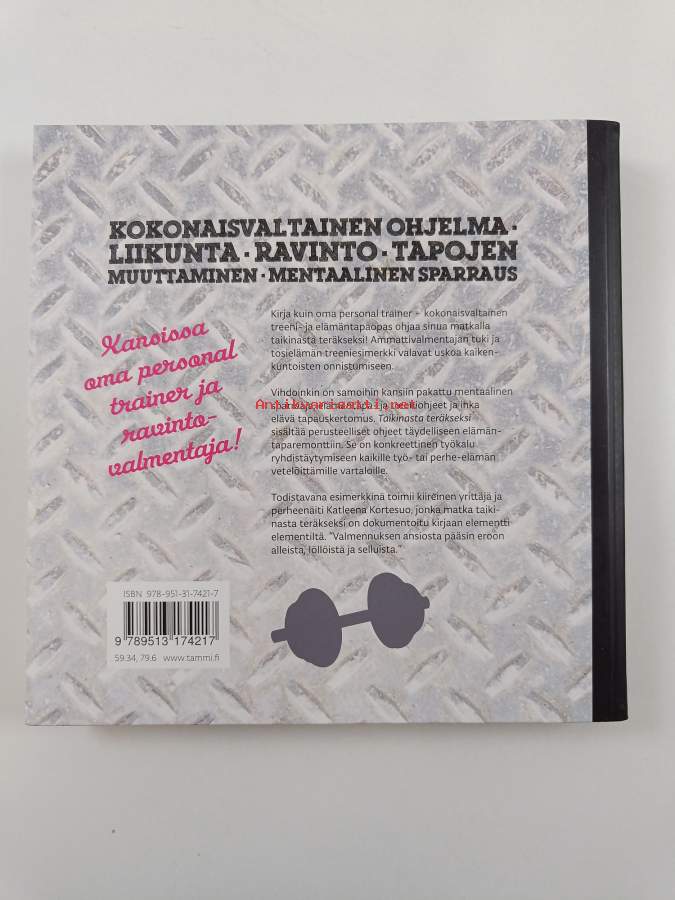 KOKONAISVALTAINEN OHJELMA ·
LIIKUNTA · RAVINTO · TAPOJEN
MUUTTAMINEN · MENTAALINEN SPARRAUS
Kansissa
oma personal
trainer ja
ravinto-
valmentaja!
Kirja kuin oma personal trainer – kokonaisvaltainen
treeni- ja elämäntapaopas ohjaa sinua matkalla
taikinasta teräkseksi! Ammattivalmentajan tuki ja
tosielämän treeniesimerkki valavat uskoa kaiken-
kuntoisten onnistumiseen.
Vihdoinkin on samoihin kansiin pakattu mentaalinen
Antikvariaatti.net
ja ihka
elävä tapauskertomus. Taikinasta teräkseksi
sisältää perusteelliset ohjeet täydelliseen elämän-
taparemonttiin. Se on konkreettinen työkalu
ryhdistäytymiseen kaikille työ- tai perhe-elämän
vetelöittämille vartaloille.
Todistavana esimerkkinä toimii kiireinen yrittäjä ja
perheenäiti Katleena Kortesuo, jonka matka taiki-
nasta teräkseksi on dokumentoitu kirjaan elementti
elementiltä. "Valmennuksen ansiosta pääsin eroon
alleista, löllöistä ja selluista."
ISBN 978-951-31-7421-7
9 789513 174217
59.34, 79.6 www.tammi.fi